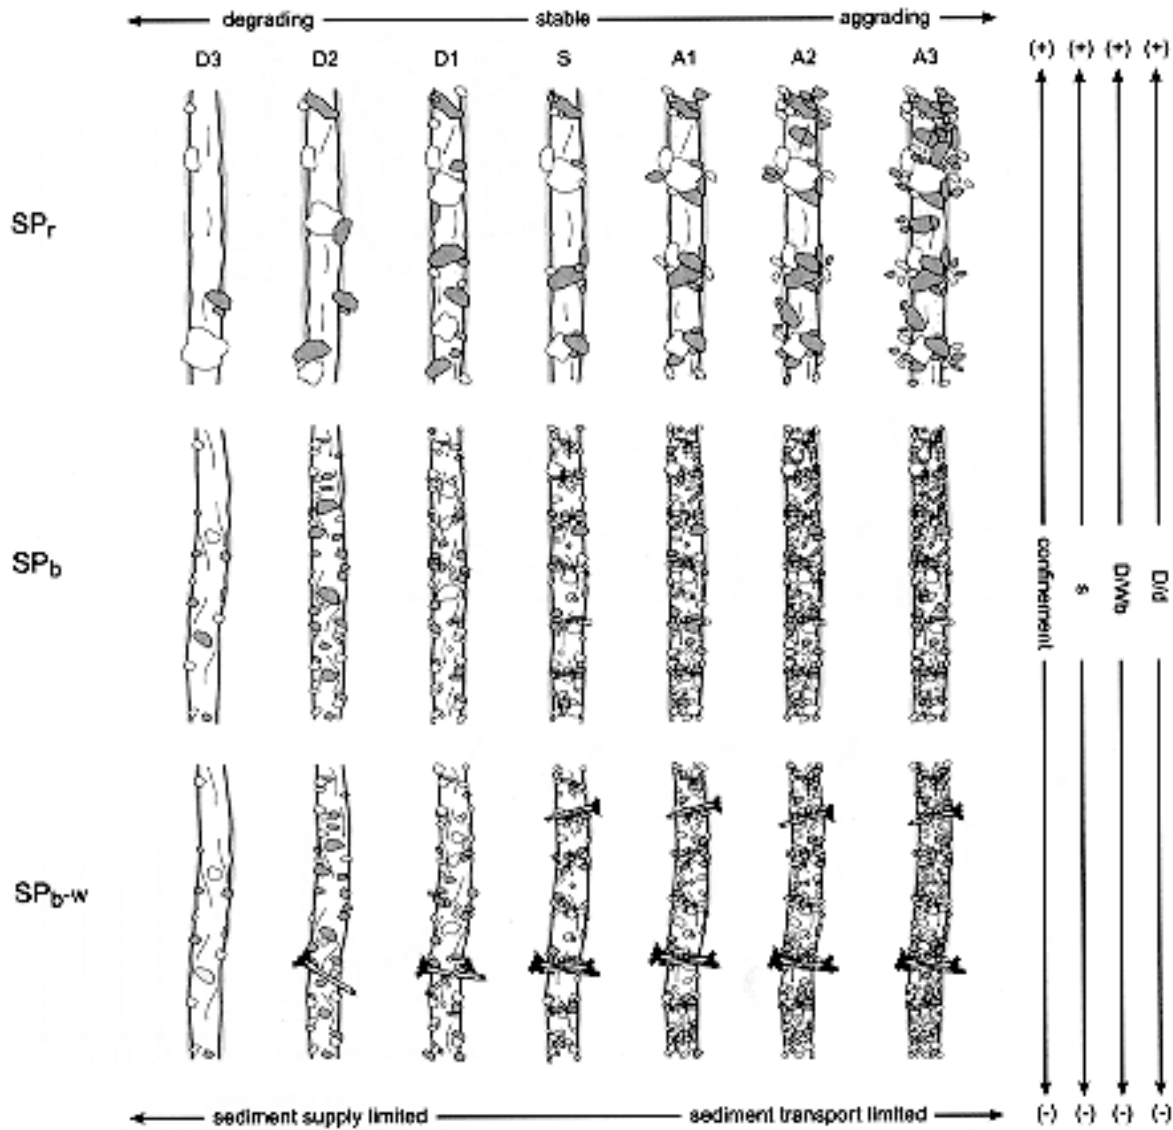 degrading stable aggrading
D3 D2 D1 S A1 A2 A3
(+) (+) (+) (+)
SPr
SPb
confinement s D/Wb D/d
SPb-w
sediment supply limited sediment transport limited
(-) (-) (-) (-)